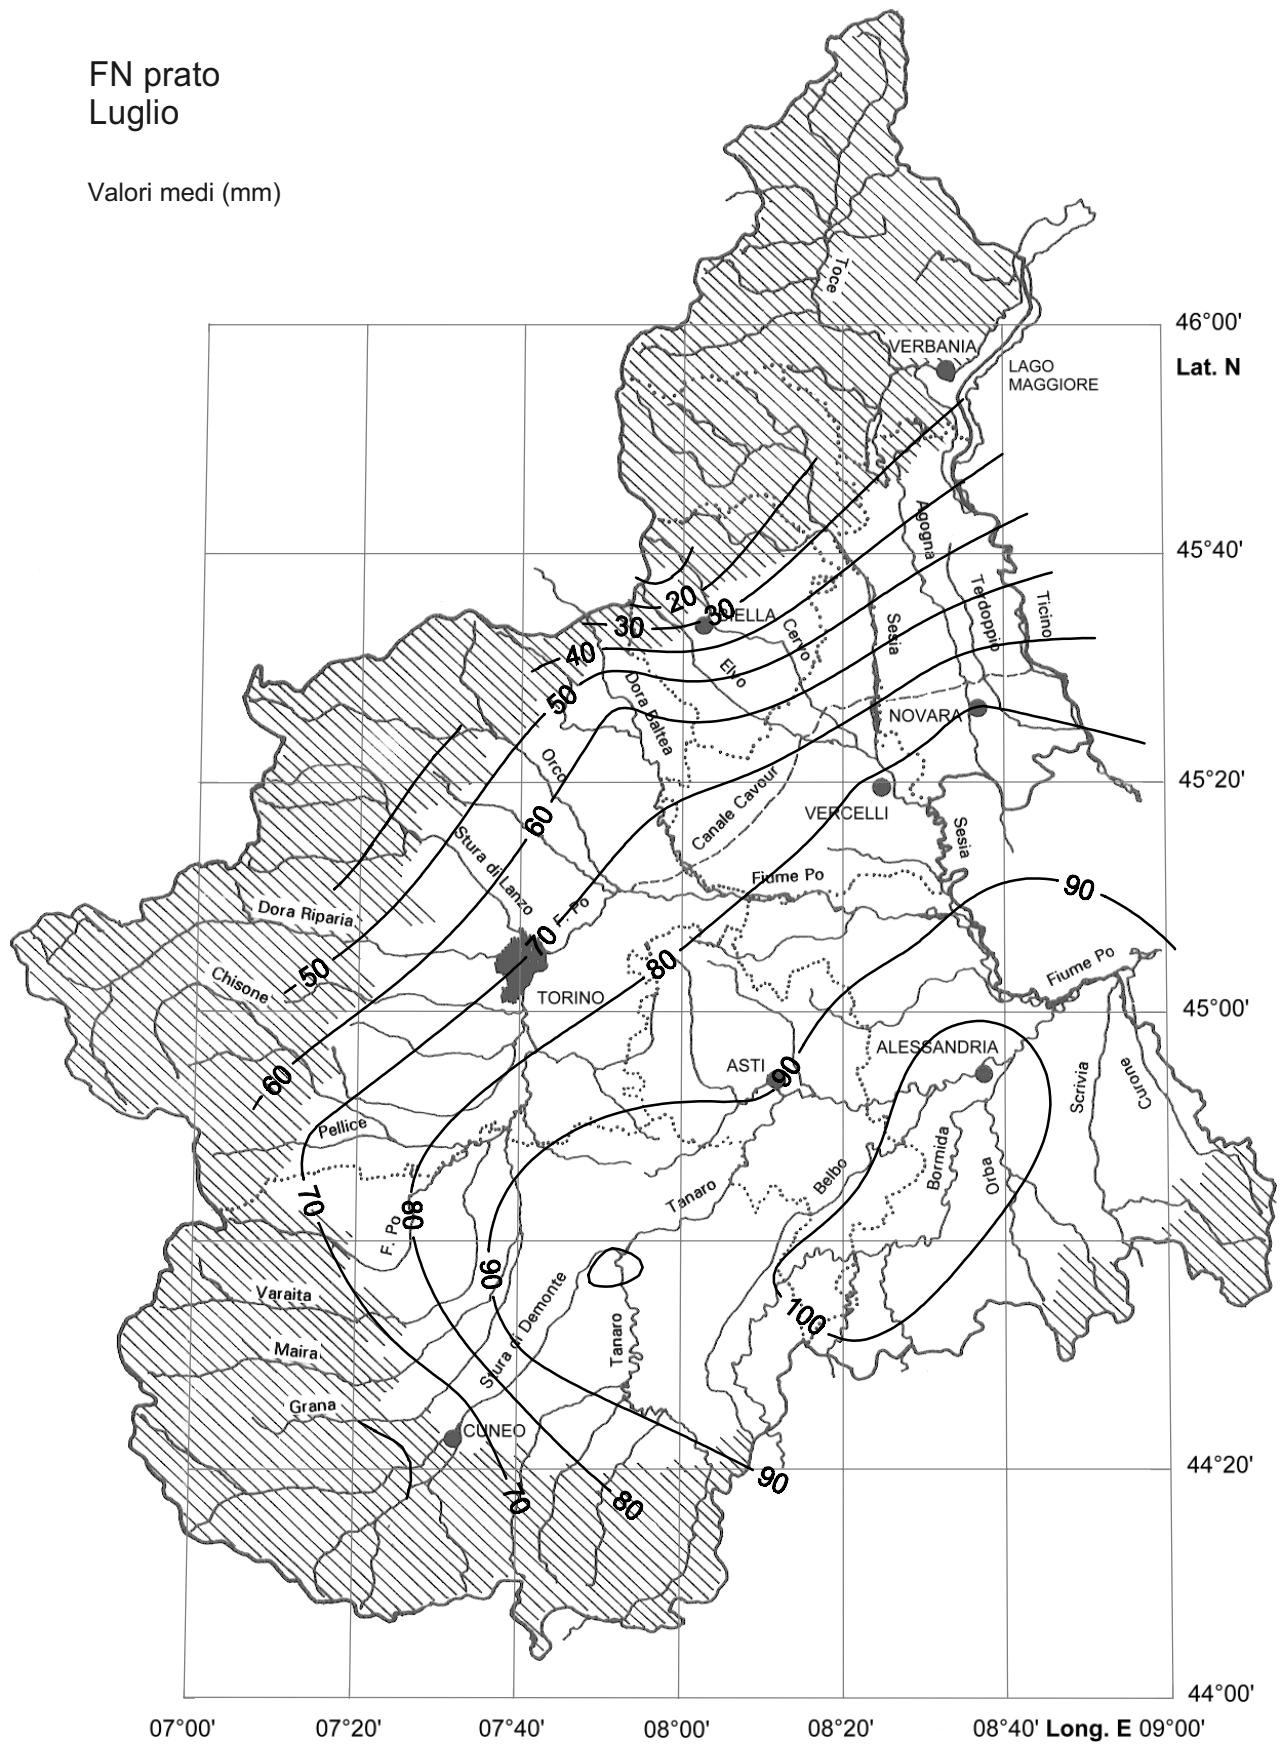 FN prato
Luglio
Valori medi (mm)
Toce
46°00'
VERBANIA
Lat. N
LAGO
MAGGIORE
Agogna
45°40'
Terdoppio
Ticino
20
30
BIELLA
30
Cervo
Sesia
40
Elvo
50
Dora Baltea
NOVARA
Orco
45°20'
Canale Cavour
60
VERCELLI
Stura di Lanzo
Sesia
Fiume Po
90
Dora Riparia
F. Po
70
50
80
Chisone
Fiume Po
TORINO
45°00'
ALESSANDRIA
60
ASTI
90
Scrivia
Curone
Pellice
Bormida
Orba
Belbo
Tanaro
70
80
F. Po
90
Varaita
100
Stura di Demonte
Tanaro
Maira
Grana
CUNEO
44°20'
90
70
80
44°00'
07°00' 07°20' 07°40' 08°00' 08°20' 08°40' Long. E 09°00'